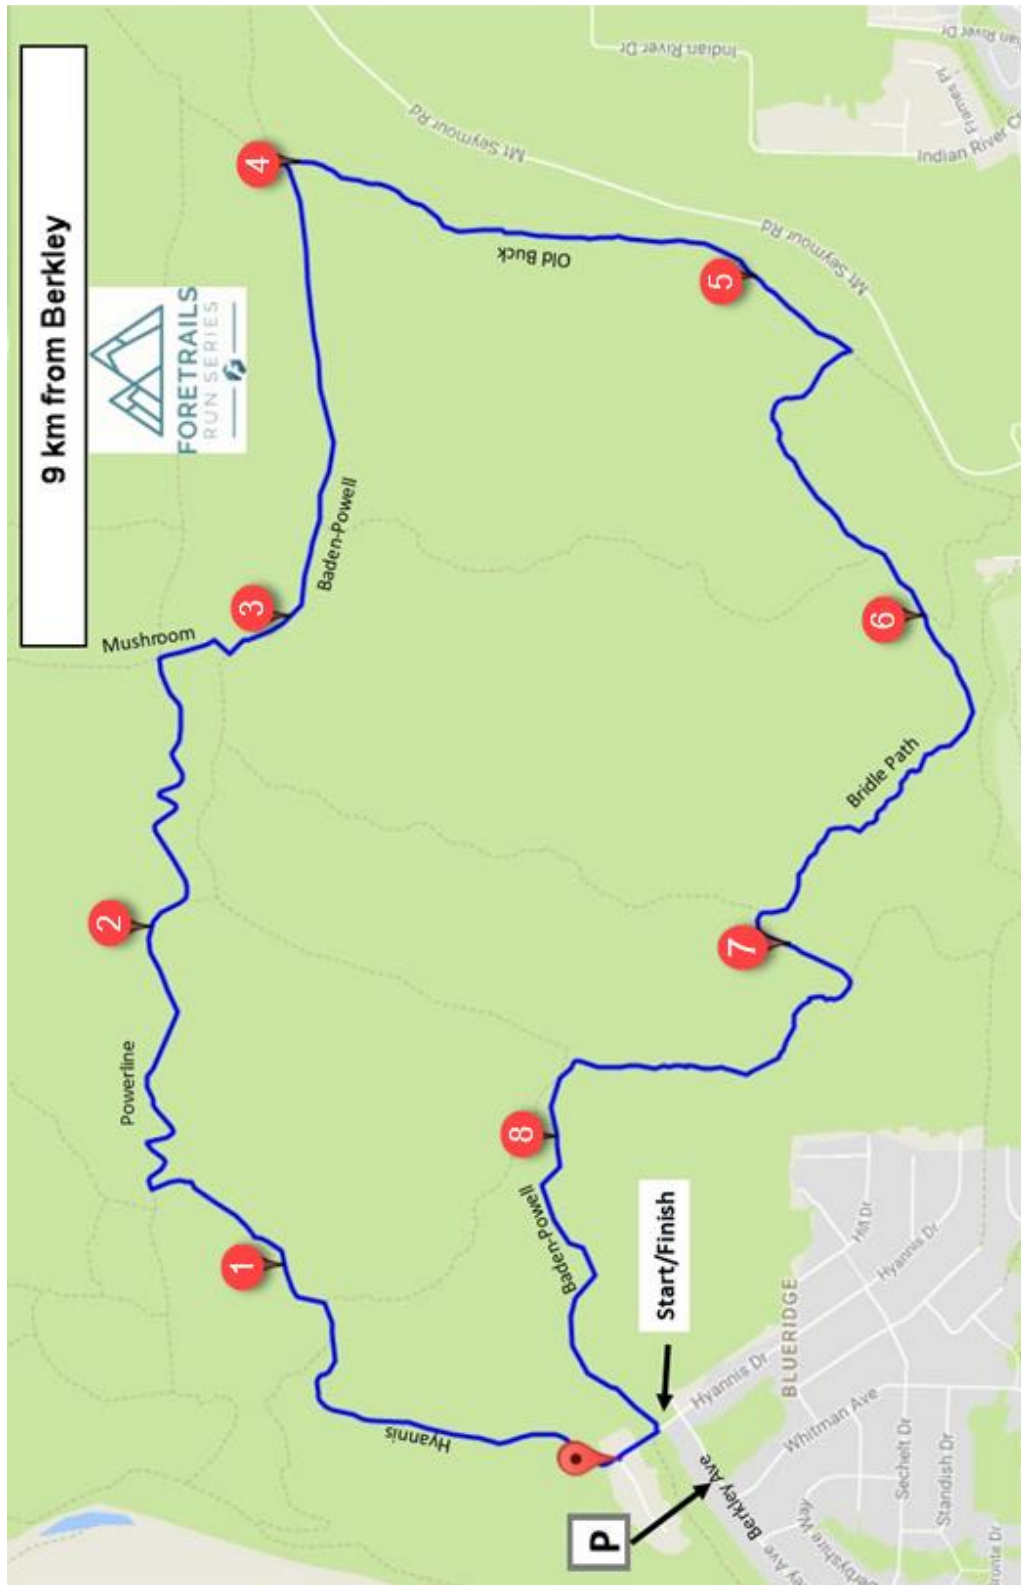 9 km from Berkley
FORETRAILS
RUN SERIES
Indian River Dr
Mt Seymour Rd
Frames Pl
Indian River Cr
Mt Seymour Rd
4
Old Buck
5
3
Baden-Powell
Mushroom
6
Bridle Path
2
Powerline
7
1
8
Baden-Powell
Hyannis
Start/Finish
P
Berkley Ave
Hyannis Dr
BLUERIDGE
Hill Dr
Hyannis Dr
Whitman Ave
Sechelt Dr
Standish Dr